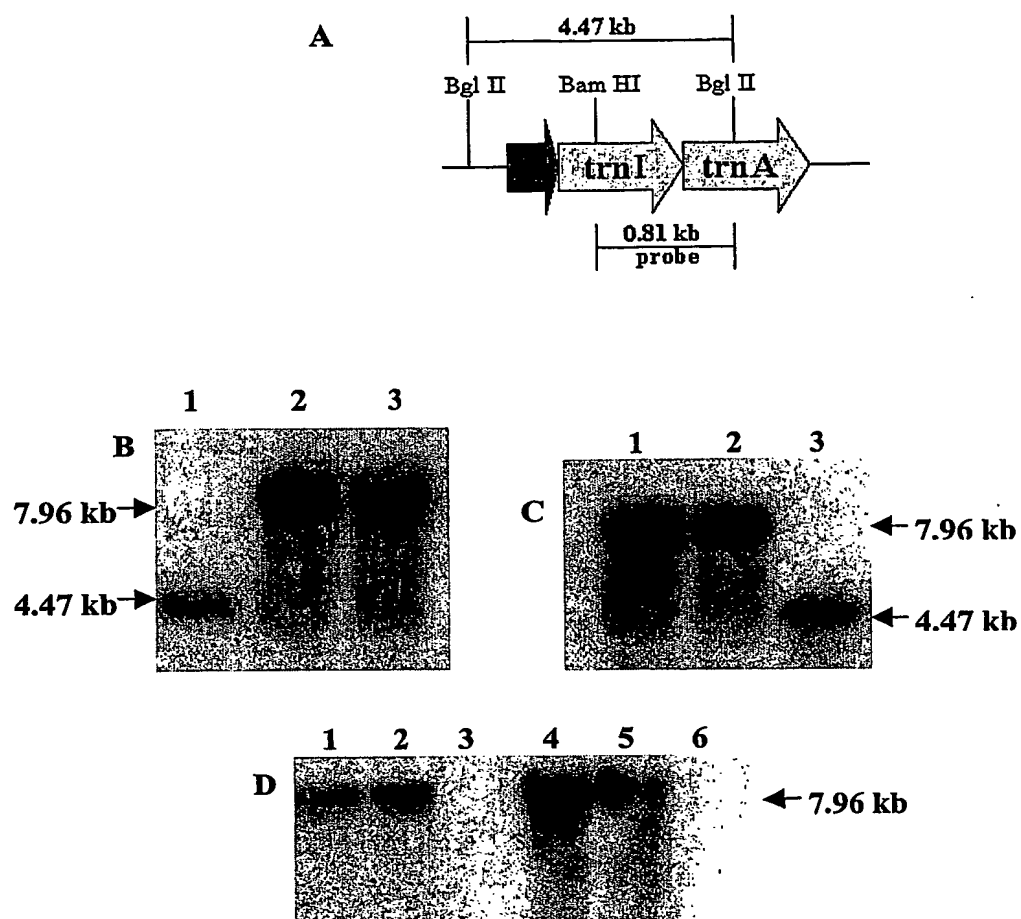 A
4.47 kb
Bgl II Bam HI Bgl II
trnI trnA
0.81 kb
probe
1 2 3
B
7.96 kb
4.47 kb
1 2 3
C
7.96 kb
4.47 kb
1 2 3 4 5 6
D
7.96 kb